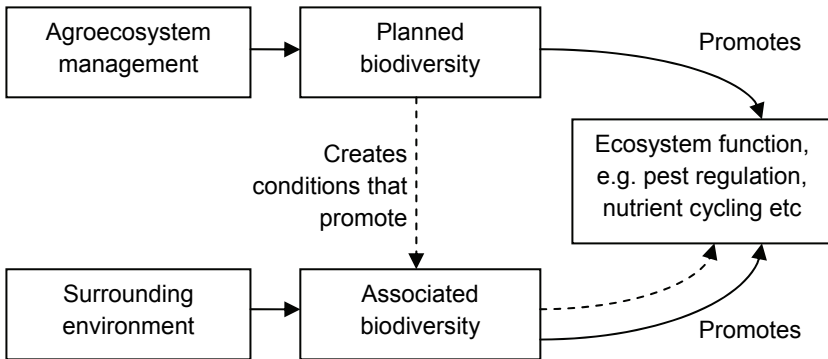 Agroecosystem
management
Planned
biodiversity
Promotes
Ecosystem function,
e.g. pest regulation,
nutrient cycling etc
Creates
conditions that
promote
Surrounding
environment
Associated
biodiversity
Promotes